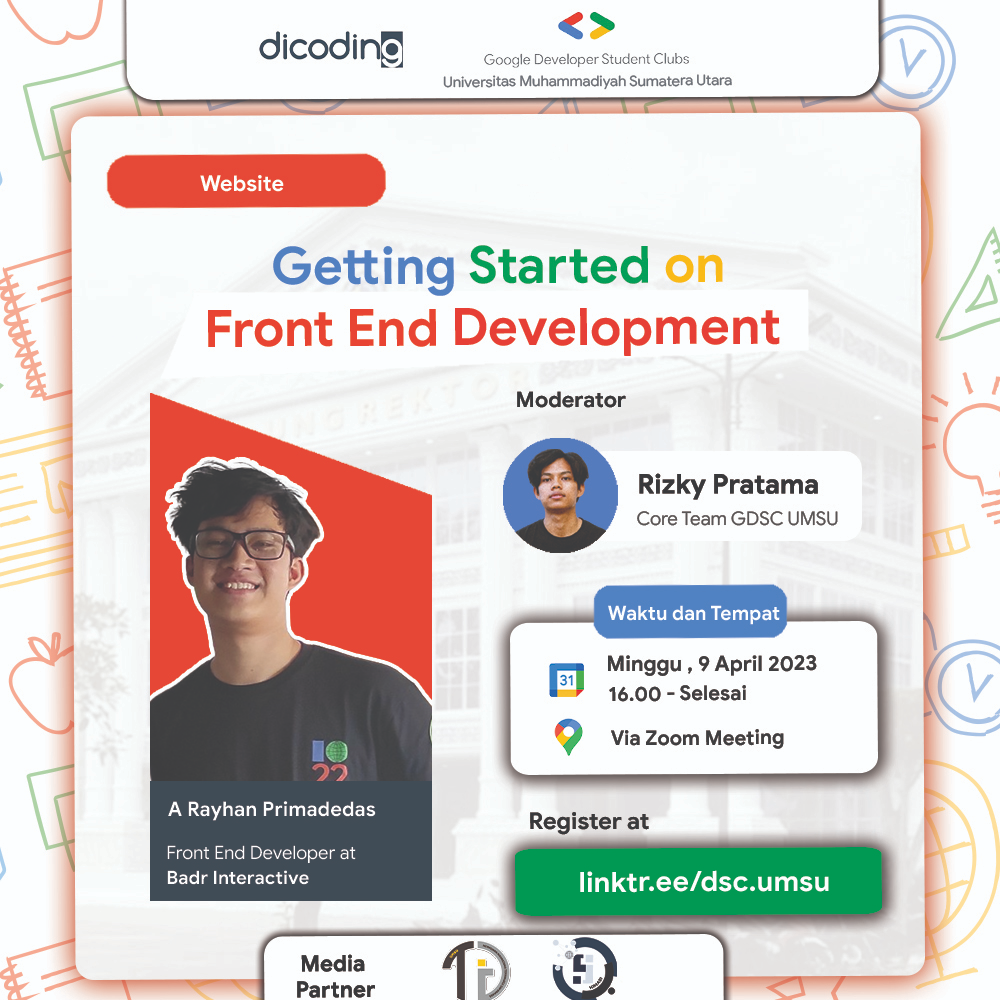 dicoding
Google Developer Student Clubs
Universitas Muhammadiyah Sumatera Utara
Website
Getting Started on
Front End Development
Moderator
Rizky Pratama
Core Team GDSC UMSU
Waktu dan Tempat
31
Minggu , 9 April 2023
16.00 - Selesai
Via Zoom Meeting
IO
22
A Rayhan Primadedas
Front End Developer at
Badr Interactive
Register at
linktr.ee/dsc.umsu
Media
Partner